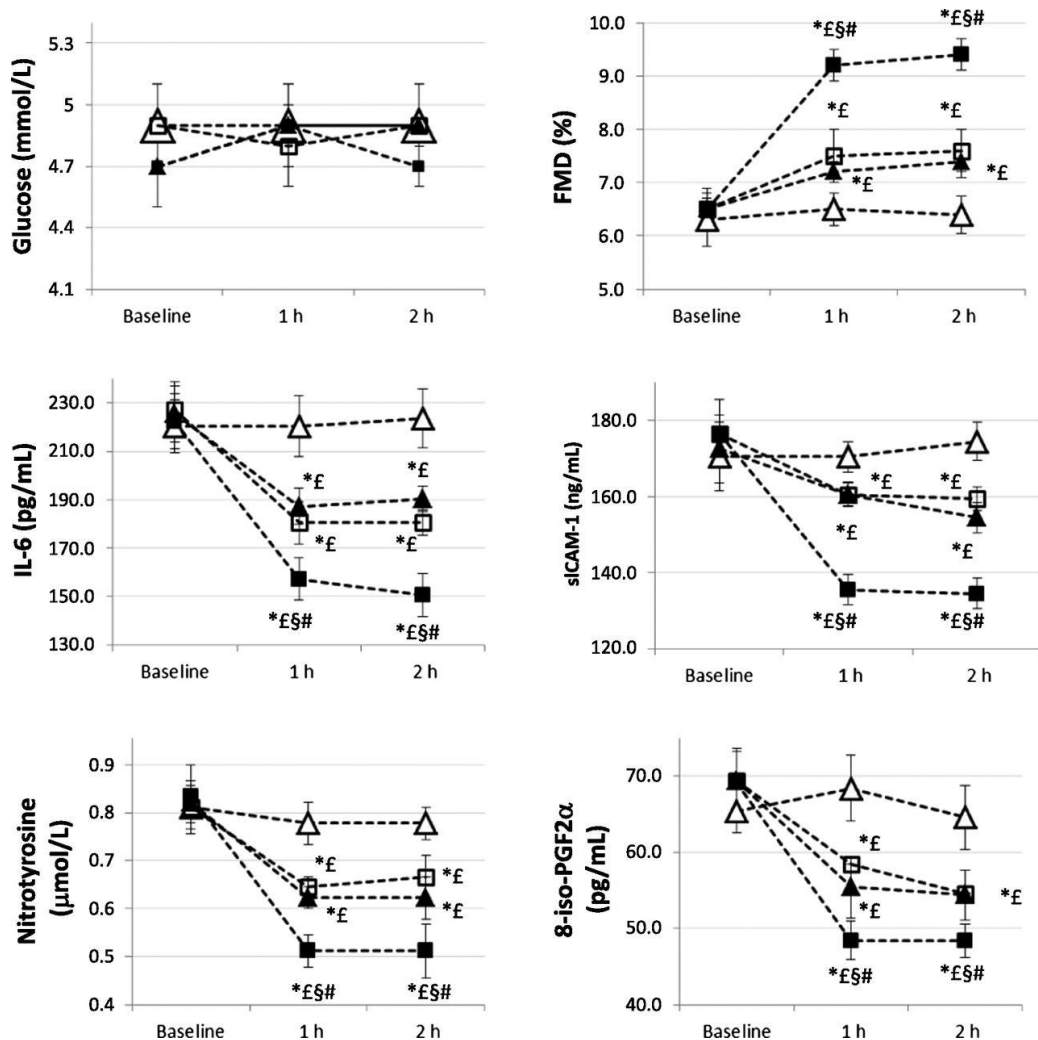 Glucose (mmol/L)
5.3
5
4.7
4.4
4.1
Baseline
1 h
2 h
FMD (%)
10.0
9.0
8.0
7.0
6.0
5.0
*£§#
*£§#
*£
*£
*£
*£
Baseline
1 h
2 h
IL-6 (pg/mL)
230.0
210.0
190.0
170.0
150.0
130.0
*£
*£
*£
*£
*£§#
*£§#
Baseline
1 h
2 h
sICAM-1 (ng/mL)
180.0
160.0
140.0
120.0
*£
*£
*£
*£
*£§#
*£§#
Baseline
1 h
2 h
Nitrotyrosine
(μmol/L)
0.9
0.8
0.7
0.6
0.5
0.4
*£
*£
*£
*£
*£§#
*£§#
Baseline
1 h
2 h
8-iso-PGF2α
(pg/mL)
70.0
60.0
50.0
40.0
*£
*£
*£
*£§#
*£§#
Baseline
1 h
2 h